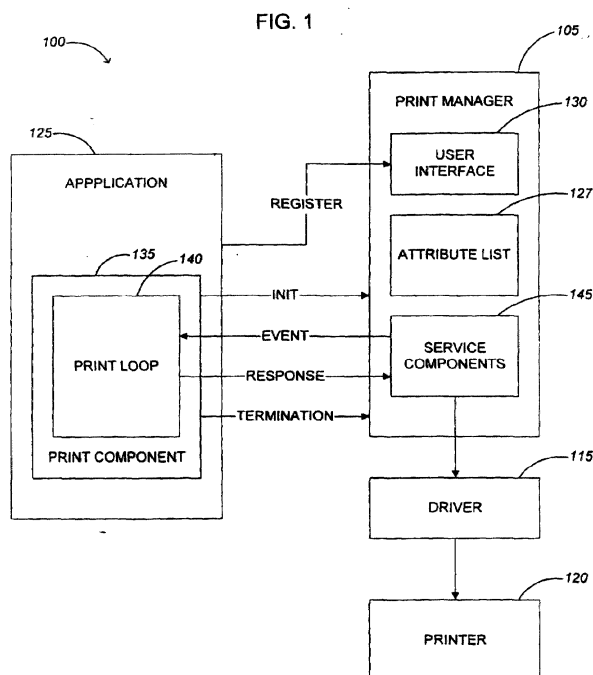 FIG. 1
100
105
PRINT MANAGER
130
USER
INTERFACE
125
APPPLICATION
REGISTER
127
ATTRIBUTE LIST
135
140
INIT
145
EVENT
SERVICE
COMPONENTS
PRINT LOOP
RESPONSE
TERMINATION
PRINT COMPONENT
115
DRIVER
120
PRINTER